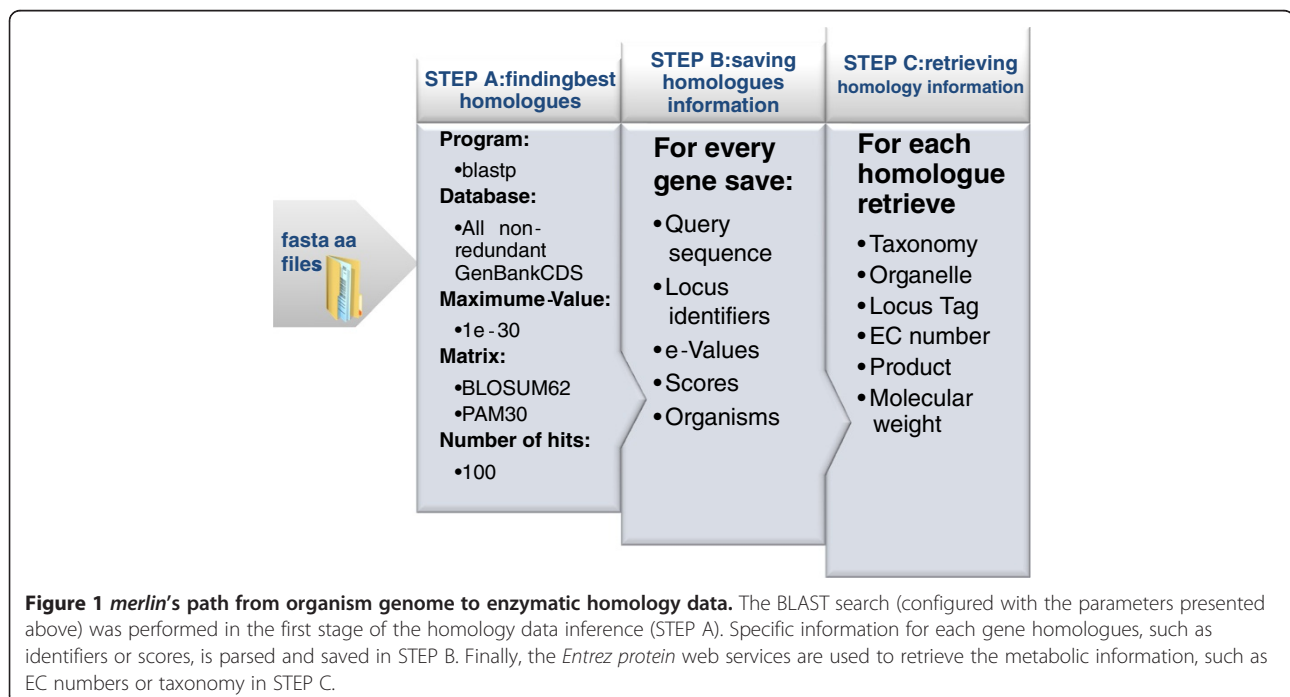 fasta aa
files
STEP A:findingbest
homologues
Program:
•blastp
Database:
•All non-
redundant
GenBankCDS
Maximume-Value:
•1e-30
Matrix:
•BLOSUM62
•PAM30
Number of hits:
•100
STEP B:saving
homologues
information
For every
gene save:
•Query
sequence
•Locus
identifiers
•e-Values
•Scores
•Organisms
STEP C:retrieving
homology information
For each
homologue
retrieve
•Taxonomy
•Organelle
•Locus Tag
•EC number
•Product
•Molecular
weight
Figure 1 merlin's path from organism genome to enzymatic homology data. The BLAST search (configured with the parameters presented
above) was performed in the first stage of the homology data inference (STEP A). Specific information for each gene homologues, such as
identifiers or scores, is parsed and saved in STEP B. Finally, the Entrez protein web services are used to retrieve the metabolic information, such as
EC numbers or taxonomy in STEP C.